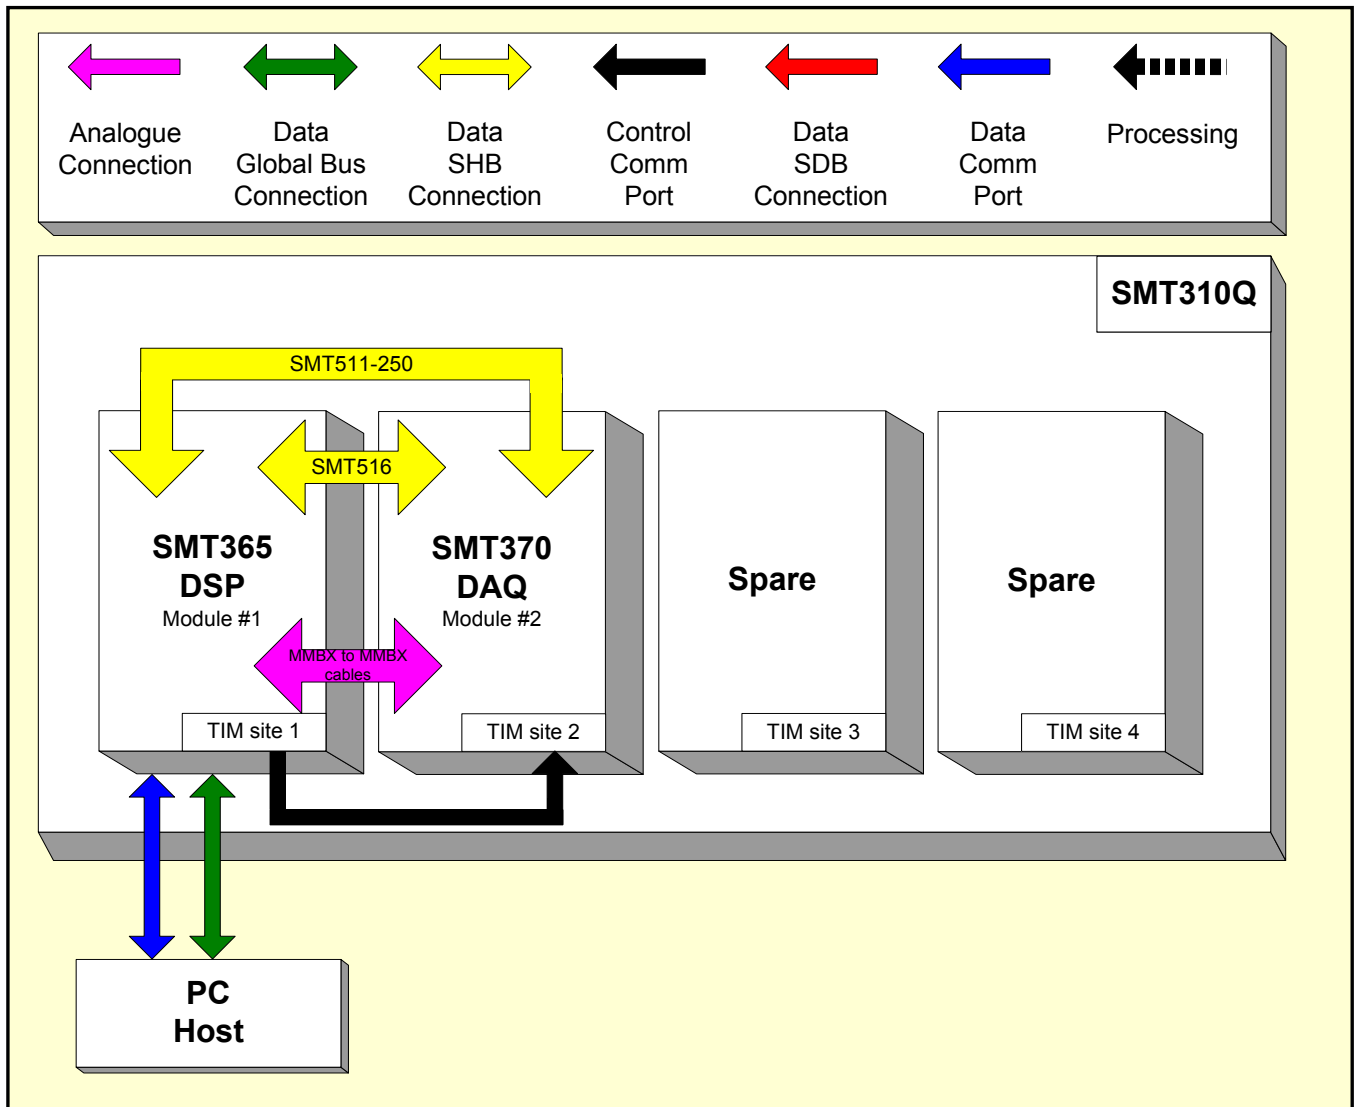 Analogue
Connection
Data
Global Bus
Connection
Data
SHB
Connection
Control
Comm
Port
Data
SDB
Connection
Data
Comm
Port
Processing
SMT310Q
SMT511-250
SMT516
SMT365
DSP
Module #1
SMT370
DAQ
Module #2
Spare
Spare
MMBX to MMBX
cables
TIM site 1
TIM site 2
TIM site 3
TIM site 4
PC
Host